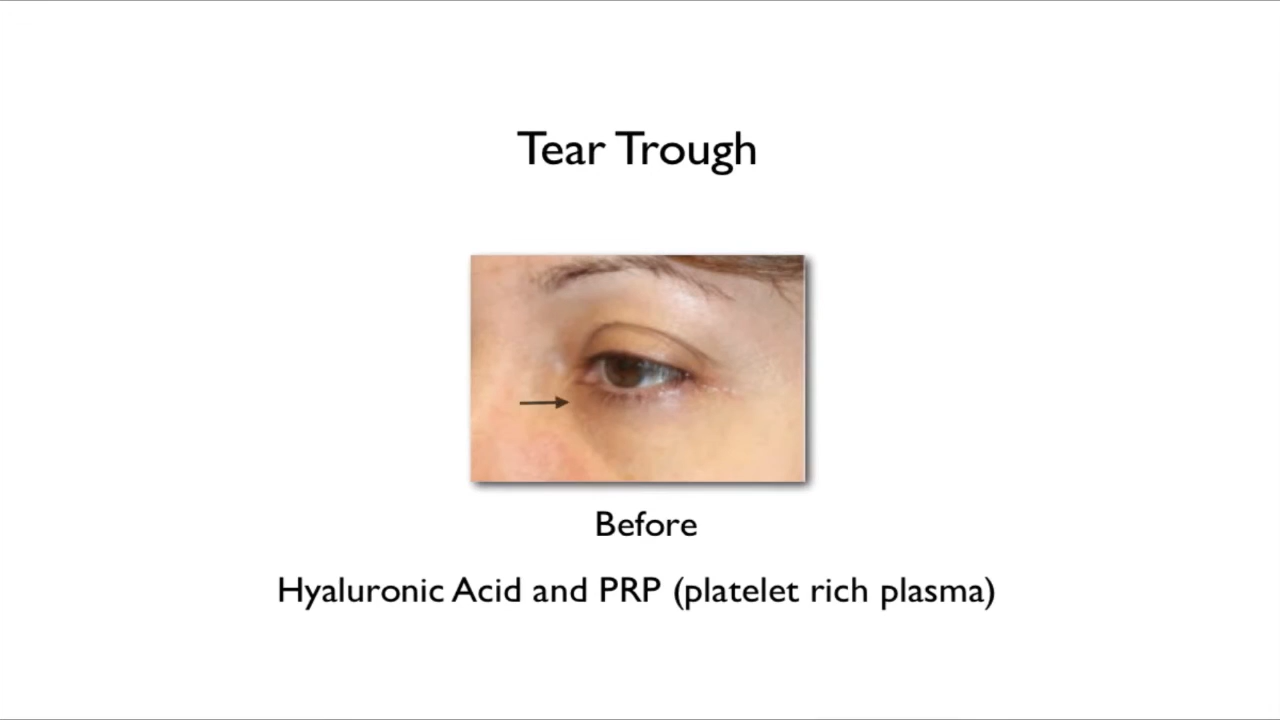 Tear Trough
Before
Hyaluronic Acid and PRP (platelet rich plasma)